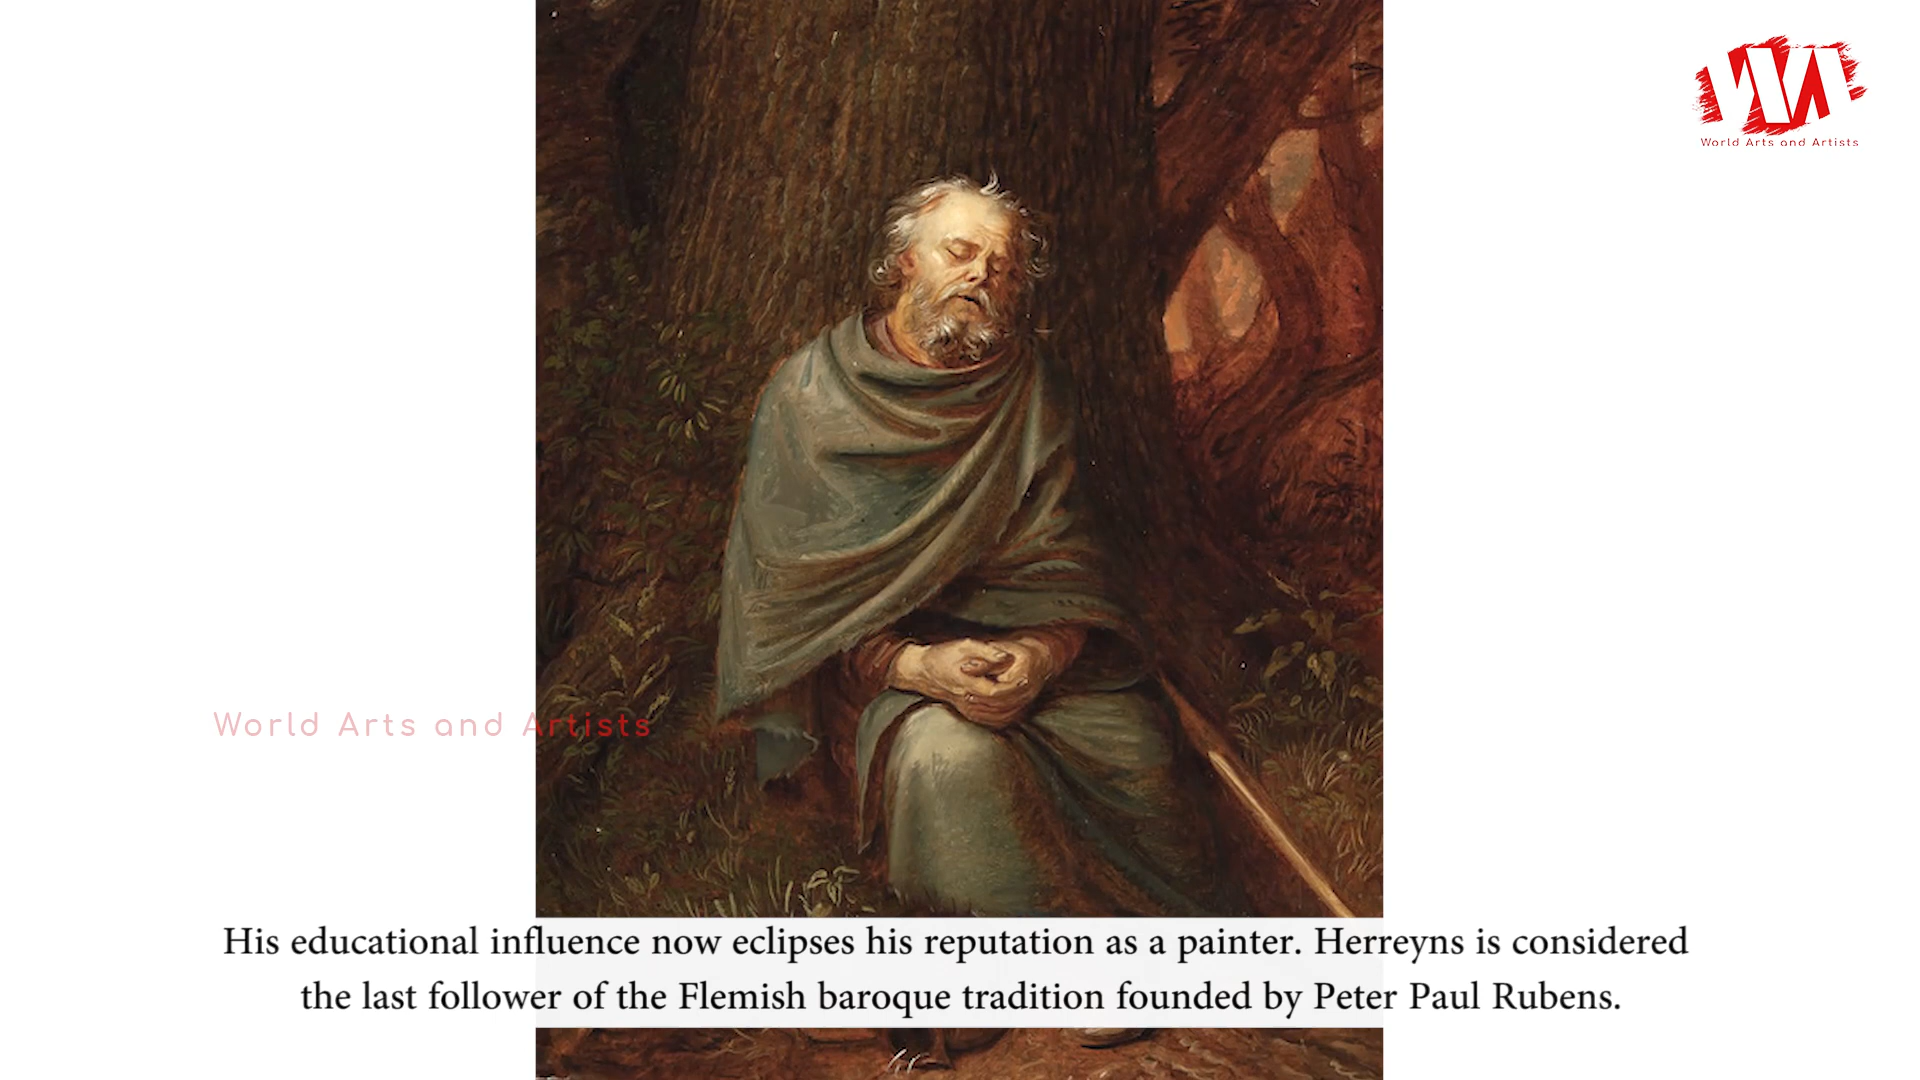 World Arts and Artists
World Arts and Artists
His educational influence now eclipses his reputation as a painter. Herreyns is considered
the last follower of the Flemish baroque tradition founded by Peter Paul Rubens.